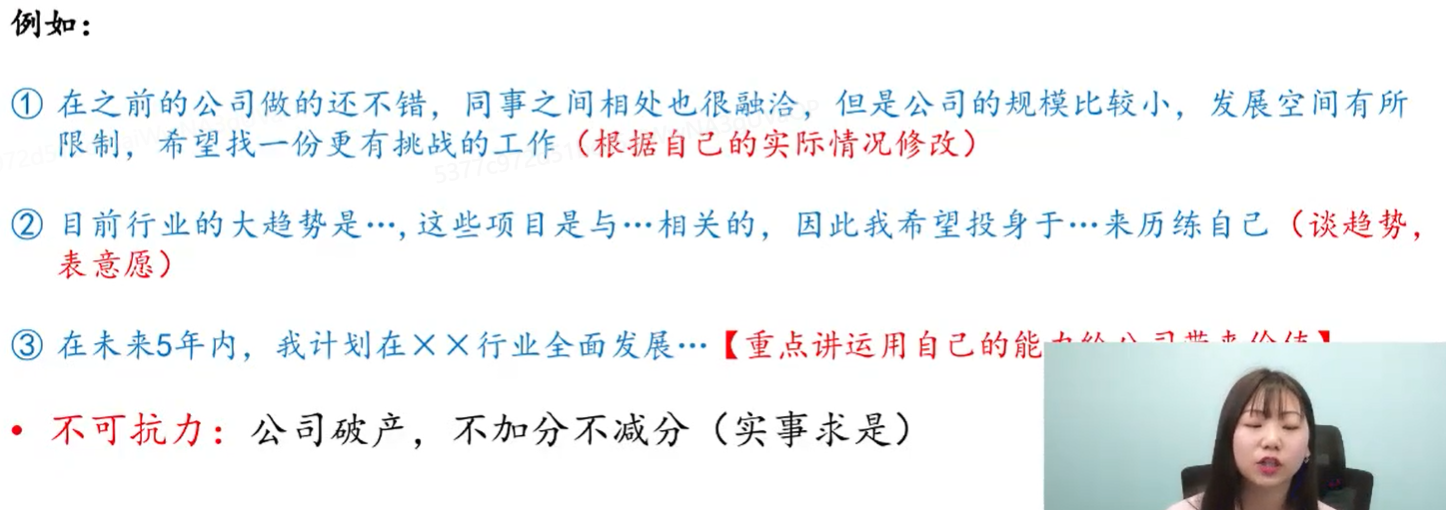 例如：
① 在之前的公司做的还不错，同事之间相处也很融洽，但是公司的规模比较小，发展空间有所
限制，希望找一份更有挑战的工作（根据自己的实际情况修改）
② 目前行业的大趋势是…,这些项目是与…相关的，因此我希望投身于…来历练自己（谈趋势，
表意愿）
③ 在未来5年内，我计划在××行业全面发展…【重点讲运用自己的能
• 不可抗力：公司破产，不加分不减分（实事求是）